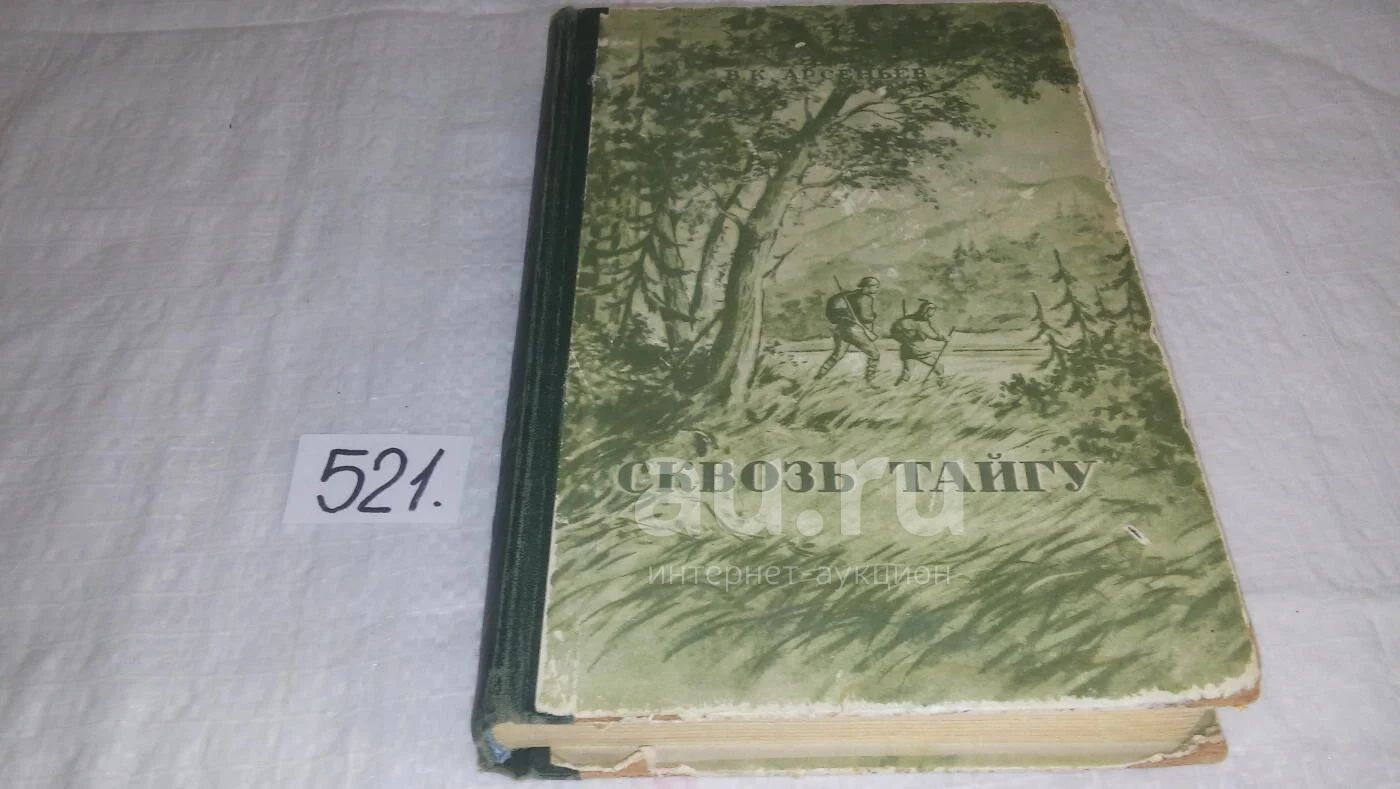 В. К. АРСЕНЬЕВ
СКВОЗЬ ТАЙГУ
au.ru
интернет-аукцион
521.